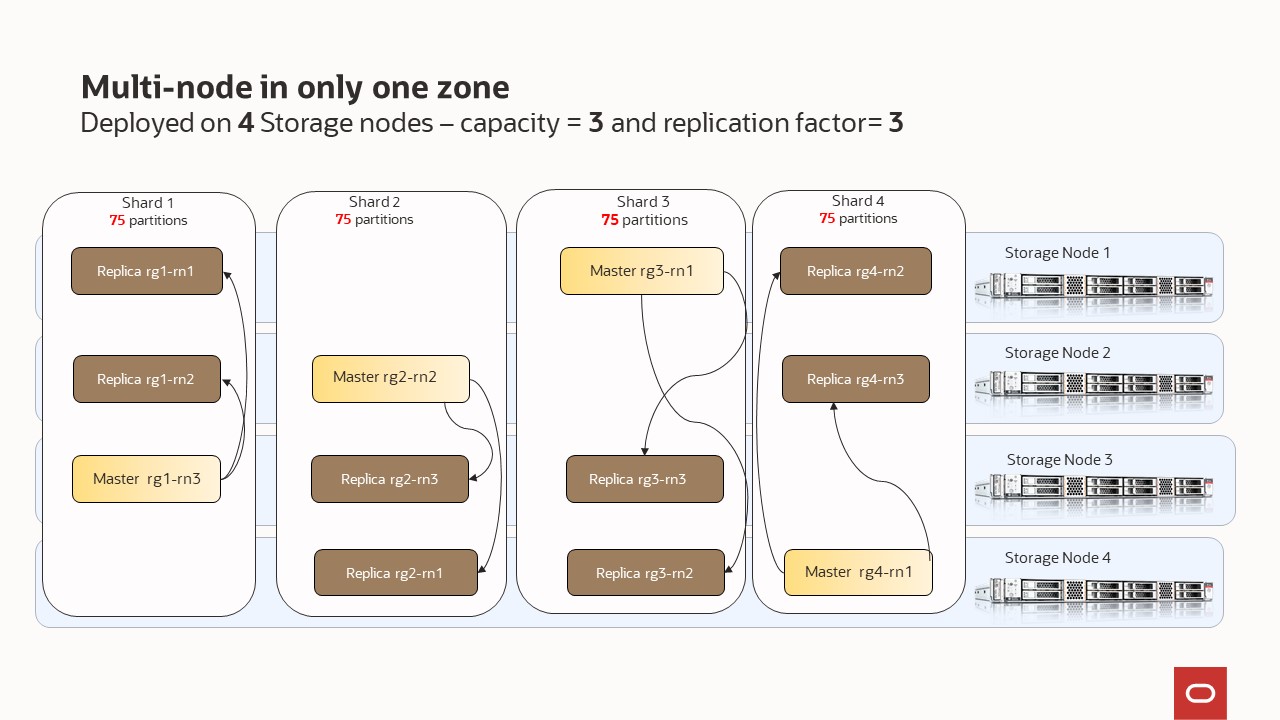 Multi-node in only one zone
Deployed on 4 Storage nodes – capacity = 3 and replication factor= 3
Shard 1
75 partitions
Replica rg1-rn1
Replica rg1-rn2
Master rg1-rn3
Shard 2
75 partitions
Master rg2-rn2
Replica rg2-rn3
Replica rg2-rn1
Shard 3
75 partitions
Master rg3-rn1
Replica rg3-rn3
Replica rg3-rn2
Shard 4
75 partitions
Replica rg4-rn2
Replica rg4-rn3
Master rg4-rn1
Storage Node 1
Storage Node 2
Storage Node 3
Storage Node 4